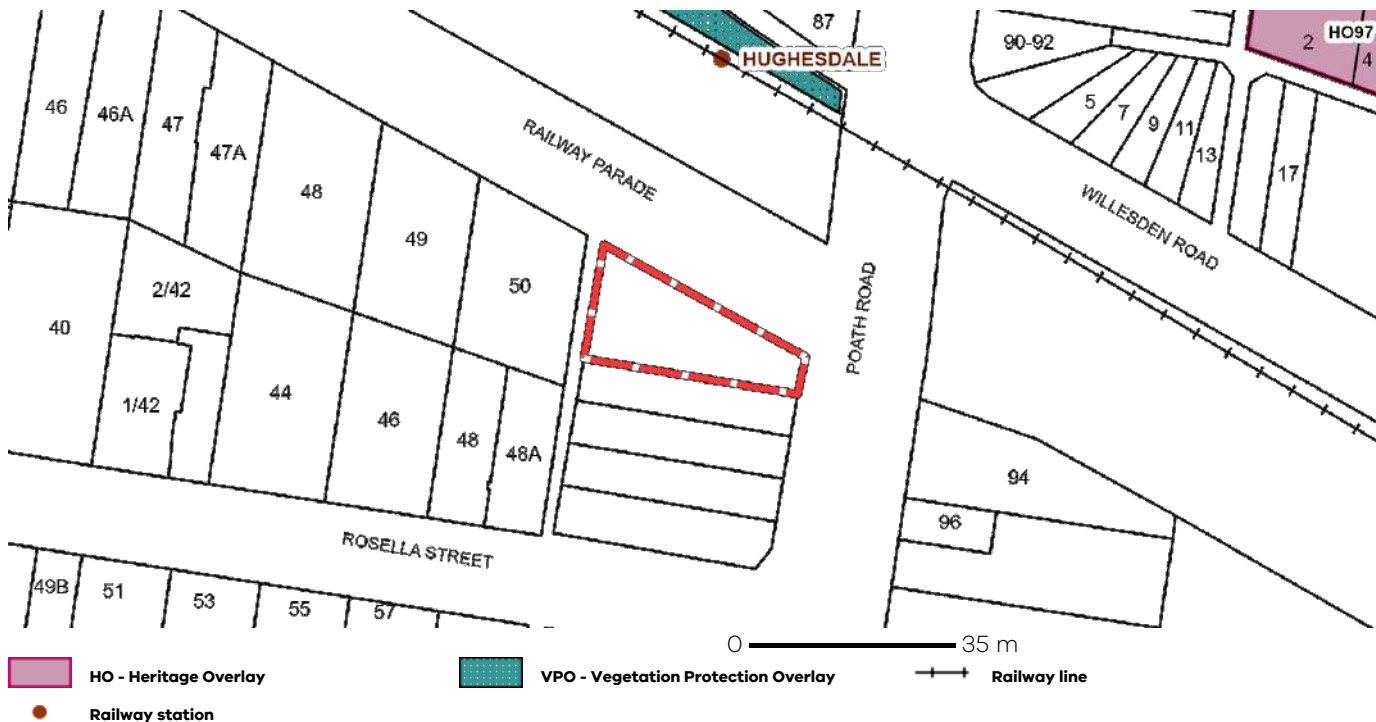 87
HUGHESDALE
90-92
2
HO97
4
46
46A
47
47A
48
49
50
RAILWAY PARADE
5
7
9
11
13
17
WILLESDEN ROAD
POATH ROAD
40
2/42
1/42
44
46
48
48A
94
96
ROSELLA STREET
49B
51
53
55
57
0 35 m
HO - Heritage Overlay
VPO - Vegetation Protection Overlay
Railway line
Railway station